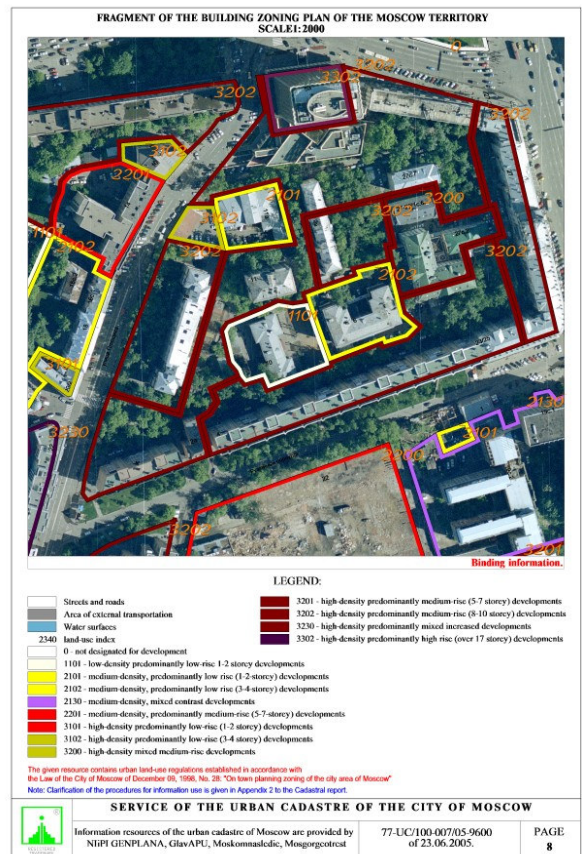 FRAGMENT OF THE BUILDING ZONING PLAN OF THE MOSCOW TERRITORY
SCALE1:2000
3202
3302
3202
3202
3201
2101
3200
3202
3202
3202
2102
1101
2130
3230
3202
3201
Binding information.
LEGEND:
Streets and roads
Area of external transportation
Water surfaces
2340 land-use index
0 - not designated for development
1101 - low-density predominantly low-rise 1-2 storey developments
2101 - medium-density, predominantly low rise (1-2-storey) developments
2102 - medium-density, predominantly low rise (3-4-storey) developments
2130 - medium-density, mixed contrast developments
2201 - medium-density, predominantly medium-rise (5-7-storey) developments
3101 - high-density predominantly low-rise (1-2 storey) developments
3102 - high-density predominantly low-rise (3-4 storey) developments
3200 - high-density mixed medium-rise developments
3201 - high-density predominantly medium-rise (5-7 storey) developments
3202 - high-density predominantly medium-rise (8-10 storey) developments
3230 - high-density predominantly mixed increased developments
3302 - high-density predominantly high rise (over 17 storey) developments
The given resource contains urban land-use regulations established in accordance with
the Law of the City of Moscow of December 09, 1998, No. 28: "On town planning zoning of the city area of Moscow"
Note: Clarification of the procedures for information use is given in Appendix 2 to the Cadastral report.
SERVICE OF THE URBAN CADASTRE OF THE CITY OF MOSCOW
Information resources of the urban cadastre of Moscow are provided by
NIiPI GENPLANA, GlavAPU, Moskomnasledie, Mosgorgeotrest
77-UC/100-007/05-9600
of 23.06.2005.
PAGE
8